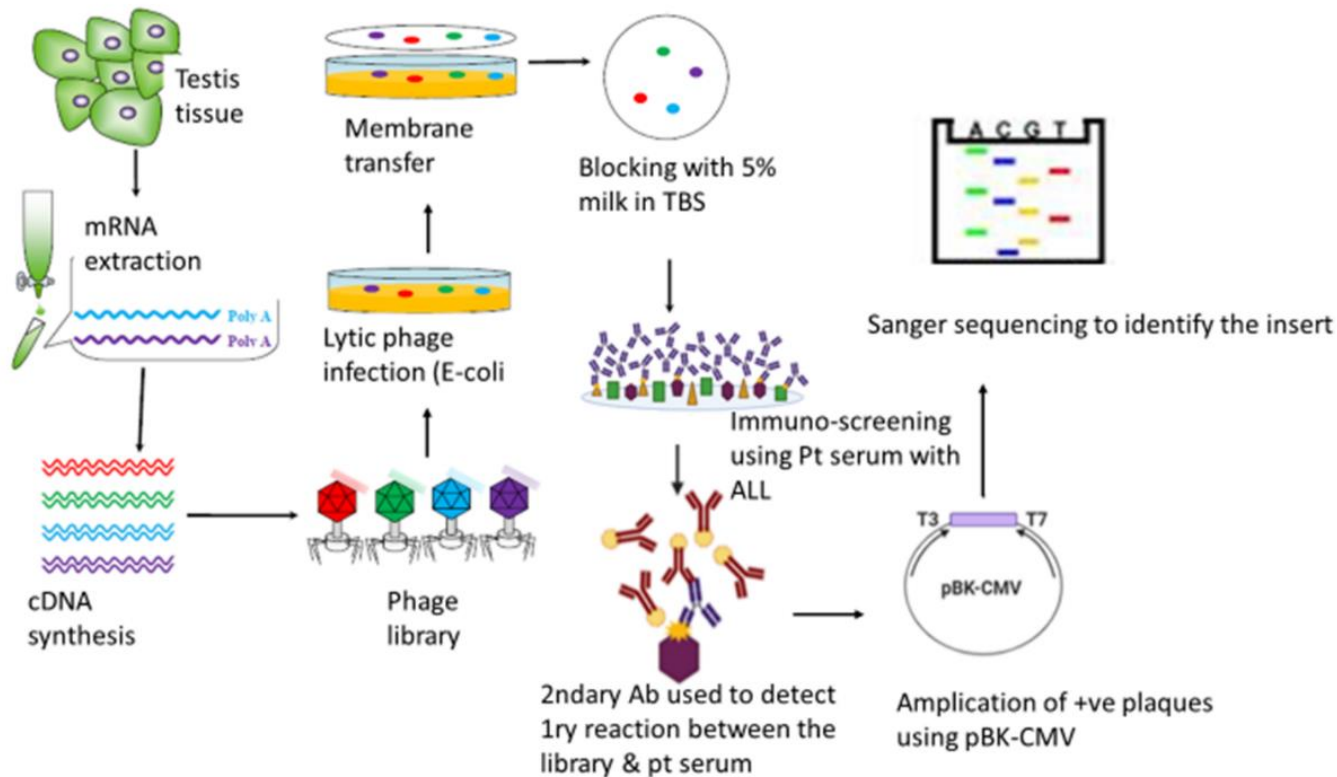 Testis
tissue
mRNA
extraction
Poly A
Poly A
cDNA
synthesis
Phage
library
Lytic phage
infection (E-coli
Membrane
transfer
Blocking with 5%
milk in TBS
Immuno-screening
using Pt serum with
ALL
2ndary Ab used to detect
1ry reaction between the
library & pt serum
T3 T7
pBK-CMV
Amplication of +ve plaques
using pBK-CMV
A C G T
Sanger sequencing to identify the insert